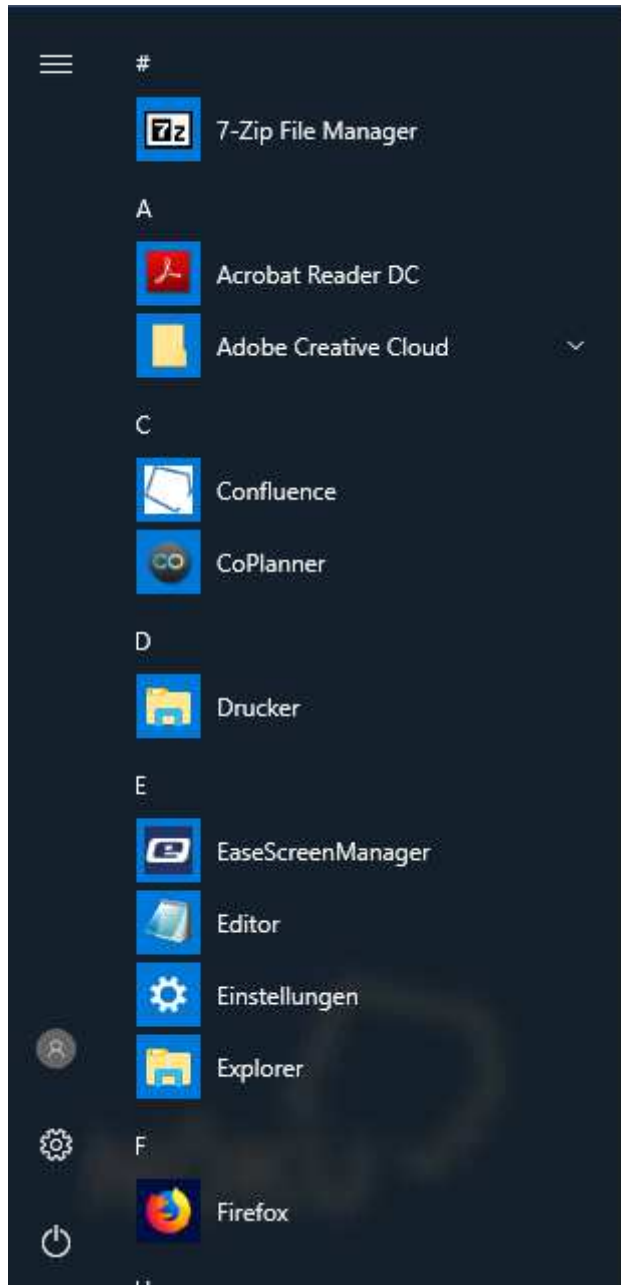 #
7-Zip File Manager
A
Acrobat Reader DC
Adobe Creative Cloud
C
Confluence
CoPlanner
D
Drucker
E
EaseScreenManager
Editor
Einstellungen
Explorer
F
Firefox